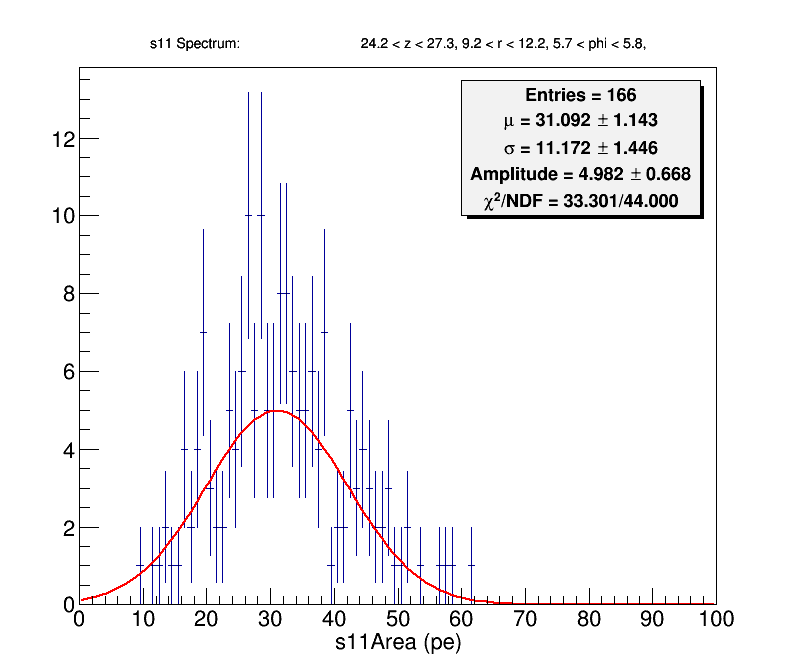 s11 Spectrum: 24.2 < z < 27.3, 9.2 < r < 12.2, 5.7 < phi < 5.8,
Entries = 166
μ = 31.092 ± 1.143
σ = 11.172 ± 1.446
Amplitude = 4.982 ± 0.668
χ²/NDF = 33.301/44.000
12
10
8
6
4
2
0
0 10 20 30 40 50 60 70 80 90 100
s11Area (pe)